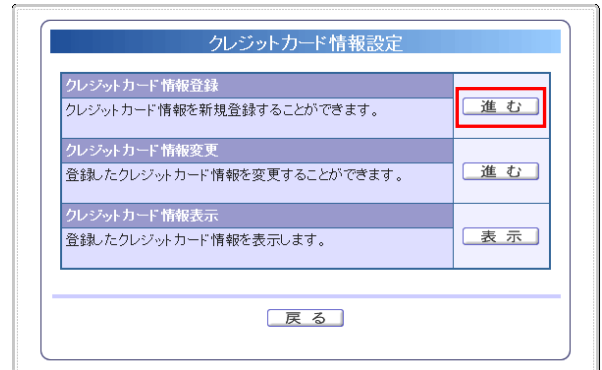 クレジットカード情報設定
クレジットカード情報登録
クレジットカード情報を新規登録することができます。
進む
クレジットカード情報変更
登録したクレジットカード情報を変更することができます。
進む
クレジットカード情報表示
登録したクレジットカード情報を表示します。
表示
戻る